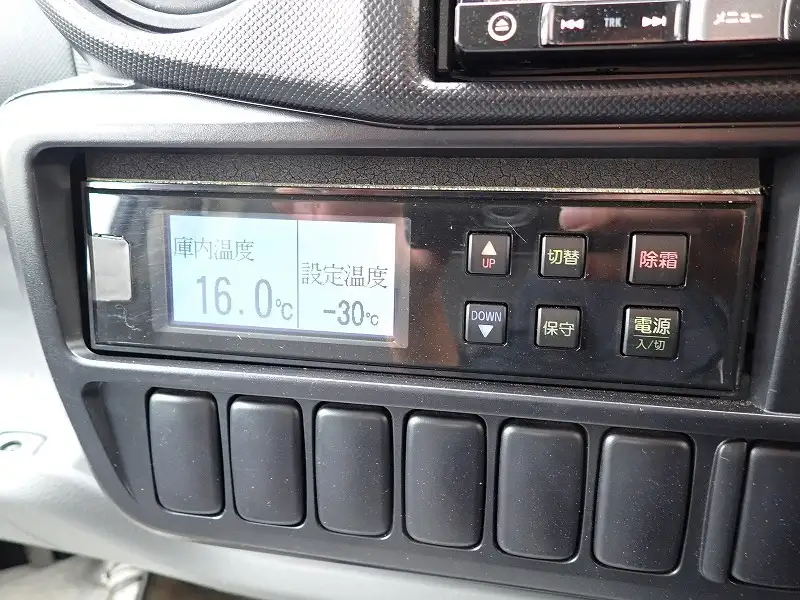 TRK
メニュー
庫内温度
16.0℃
設定温度
-30℃
UP
切替
除霜
DOWN
保守
電源
入/切